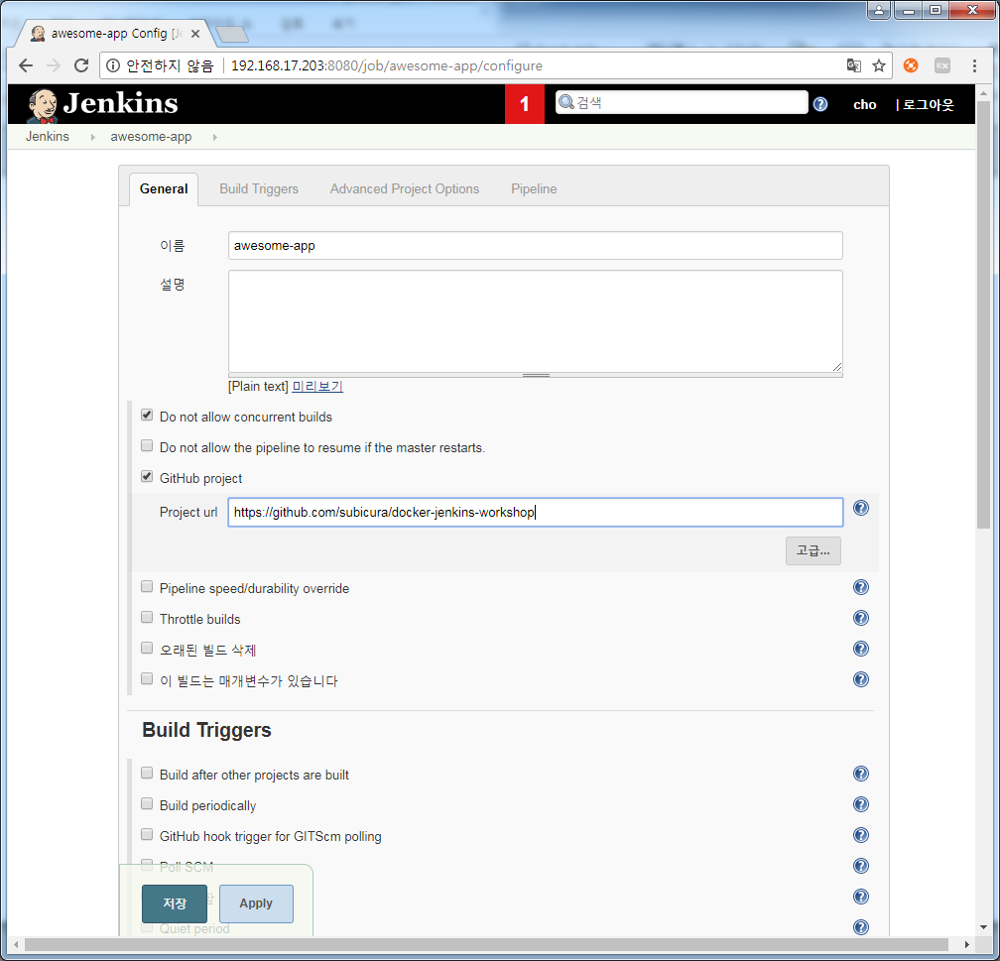 awesome-app Config [Je
안전하지 않음 192.168.17.203:8080/job/awesome-app/configure
Jenkins 1 검색 cho | 로그아웃
Jenkins awesome-app
General Build Triggers Advanced Project Options Pipeline
이름 awesome-app
설명
[Plain text] 미리보기
Do not allow concurrent builds
Do not allow the pipeline to resume if the master restarts.
GitHub project
Project url https://github.com/subicura/docker-jenkins-workshop
고급...
Pipeline speed/durability override
Throttle builds
오래된 빌드 삭제
이 빌드는 매개변수가 있습니다
Build Triggers
Build after other projects are built
Build periodically
GitHub hook trigger for GITScm polling
Poll SCM
저장 Apply
Quiet period